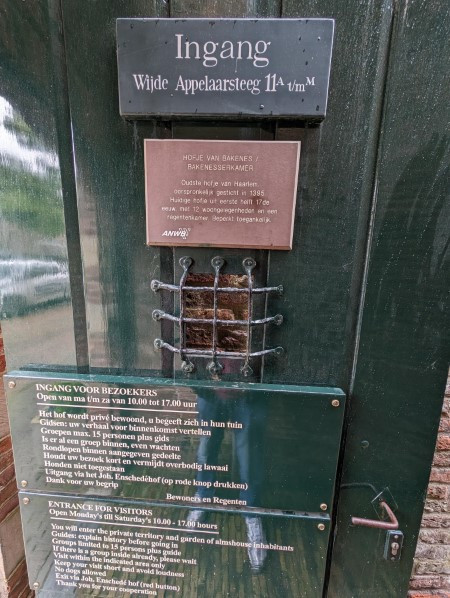 Ingang
Wijde Appelaarsteeg 11A t/m M
HOFJE VAN BAKENES /
BAKENESSERKAMER
Oudste hofje van Haarlem,
oorspronkelijk gesticht in 1395.
Huidige hofje uit eerste helft 17de
eeuw, met 12 woongelegenheden en een
regentenkamer. Beperkt toegankelijk.
ANWB
INGANG VOOR BEZOEKERS
Open van ma t/m za van 10.00 tot 17.00 uur
Het hof wordt privé bewoond, u begeeft zich in hun tuin
Gidsen: uw verhaal voor binnenkomst vertellen
Groepen max. 15 personen plus gids
Is er al een groep binnen, even wachten
Rondlopen binnen aangegeven gedeelte
Houdt uw bezoek kort en vermijdt overbodig lawaai
Honden niet toegestaan
Uitgang via het Joh. Enschedéhof (op rode knop drukken)
Dank voor uw begrip
Bewoners en Regenten
ENTRANCE FOR VISITORS
Open Monday's till Saturday's 10.00 - 17.00 hours
You will enter the private territory and garden of almshouse inhabitants
Guides: explain history before going in
Groups limited to 15 persons plus guide
If there is a group inside already, please wait
Visit within the indicated area only
Keep your visit short and avoid loudness
No dogs allowed
Exit via Joh. Enschedé hof (red button)
Thank you for your cooperation